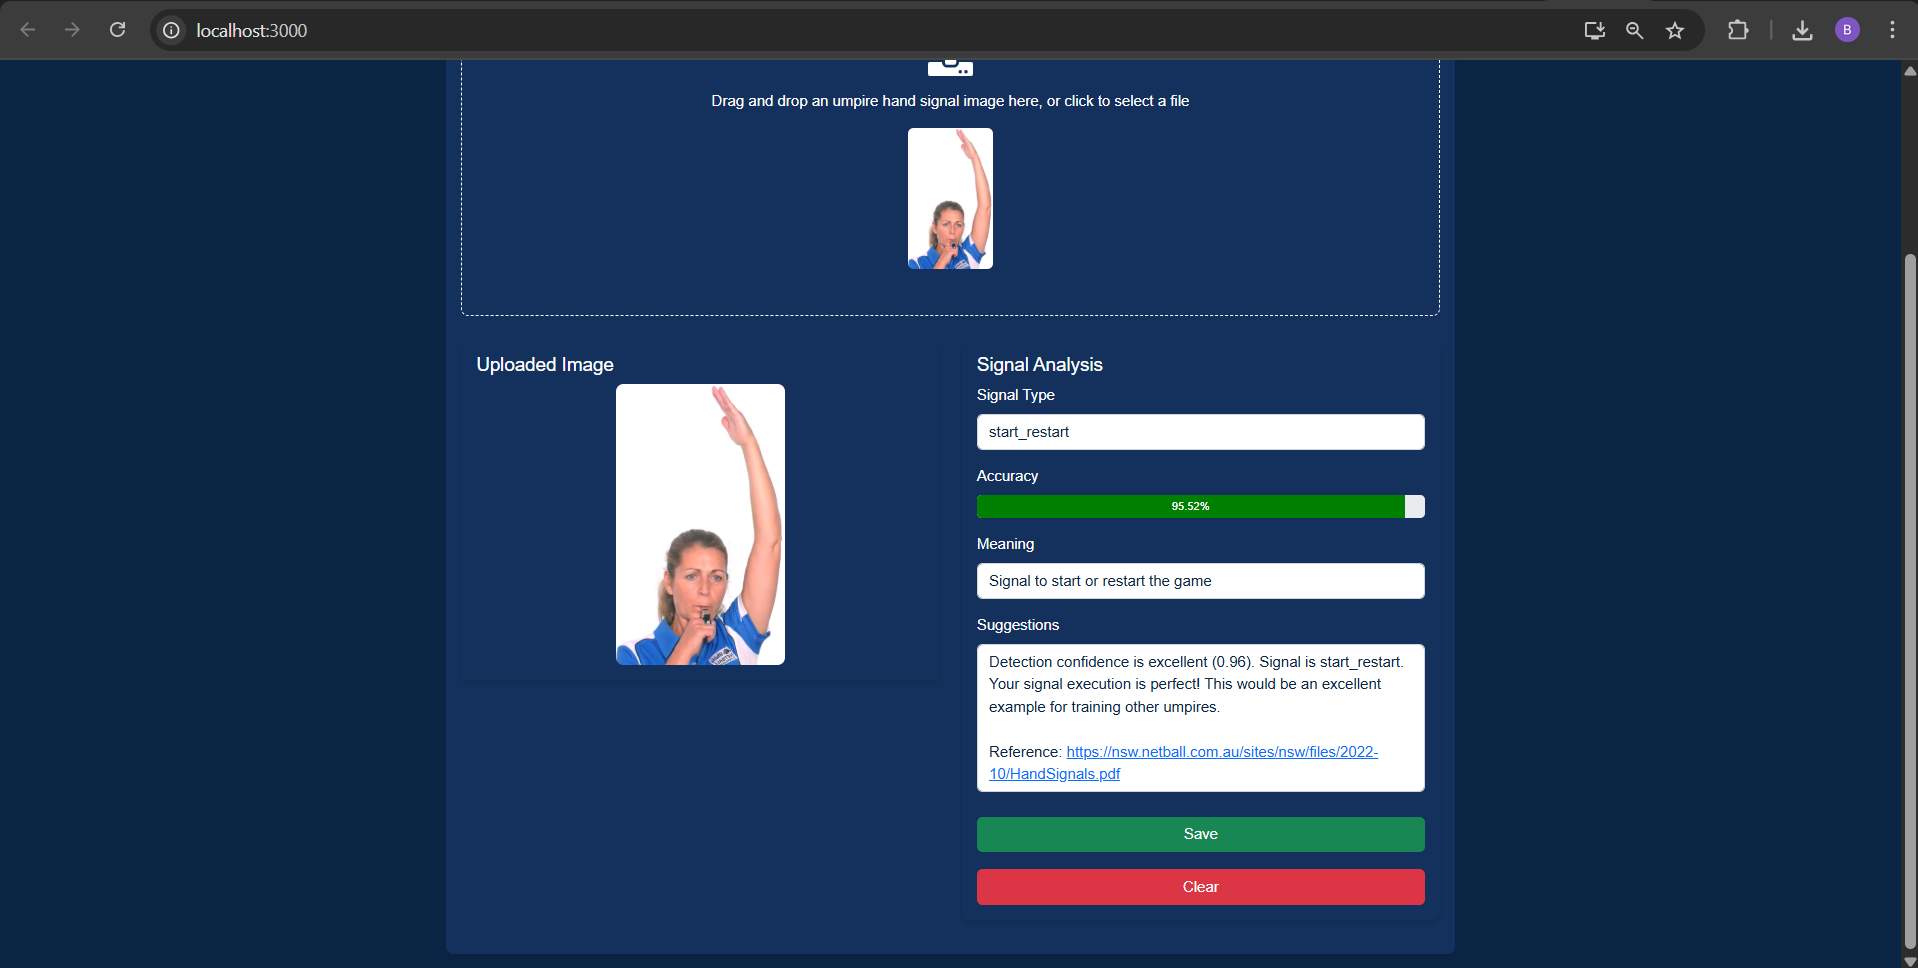 localhost:3000
B
Drag and drop an umpire hand signal image here, or click to select a file
Uploaded Image
Signal Analysis
Signal Type
start_restart
Accuracy
95.52%
Meaning
Signal to start or restart the game
Suggestions
Detection confidence is excellent (0.96). Signal is start_restart.
Your signal execution is perfect! This would be an excellent
example for training other umpires.
Reference: https://nsw.netball.com.au/sites/nsw/files/2022-
10/HandSignals.pdf
Save
Clear